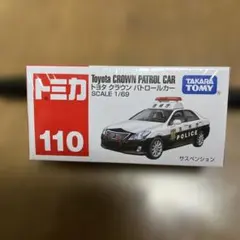 トミカ
110
Toyota CROWN PATROL CAR
トヨタ クラウン パトロールカー
SCALE 1/69
TAKARA
TOMY
POLICE
サスペンション